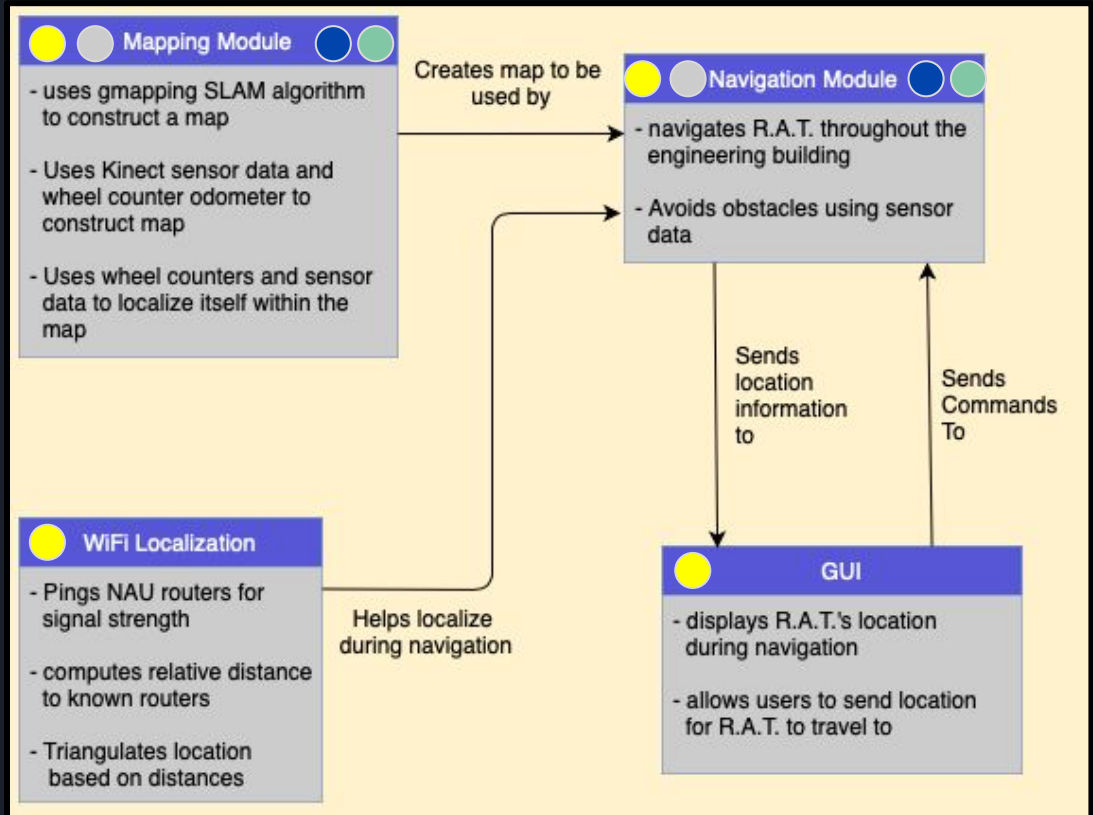 Mapping Module
- uses gmapping SLAM algorithm
to construct a map
- Uses Kinect sensor data and
wheel counter odometer to
construct map
- Uses wheel counters and sensor
data to localize itself within the
map
Creates map to be
used by
Navigation Module
- navigates R.A.T. throughout the
engineering building
- Avoids obstacles using sensor
data
Sends
location
information
to
Sends
Commands
To
WiFi Localization
- Pings NAU routers for
signal strength
- computes relative distance
to known routers
- Triangulates location
based on distances
Helps localize
during navigation
GUI
- displays R.A.T.'s location
during navigation
- allows users to send location
for R.A.T. to travel to